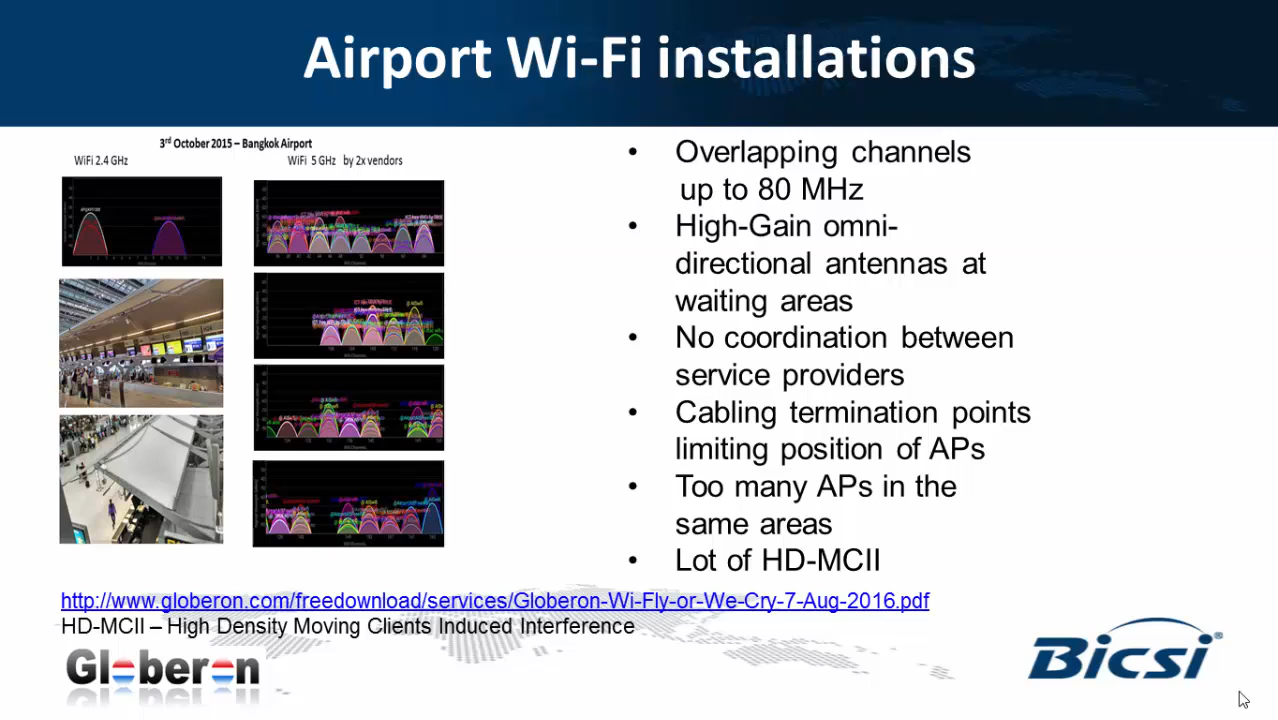 Airport Wi-Fi installations
3rd October 2015 – Bangkok Airport
WiFi 2.4 GHz
WiFi 5 GHz by 2x vendors
• Overlapping channels
up to 80 MHz
• High-Gain omni-
directional antennas at
waiting areas
• No coordination between
service providers
• Cabling termination points
limiting position of APs
• Too many APs in the
same areas
• Lot of HD-MCII
http://www.globeron.com/freedownload/services/Globeron-Wi-Fly-or-We-Cry-7-Aug-2016.pdf
HD-MCII – High Density Moving Clients Induced Interference
Globeron
Bicsi®